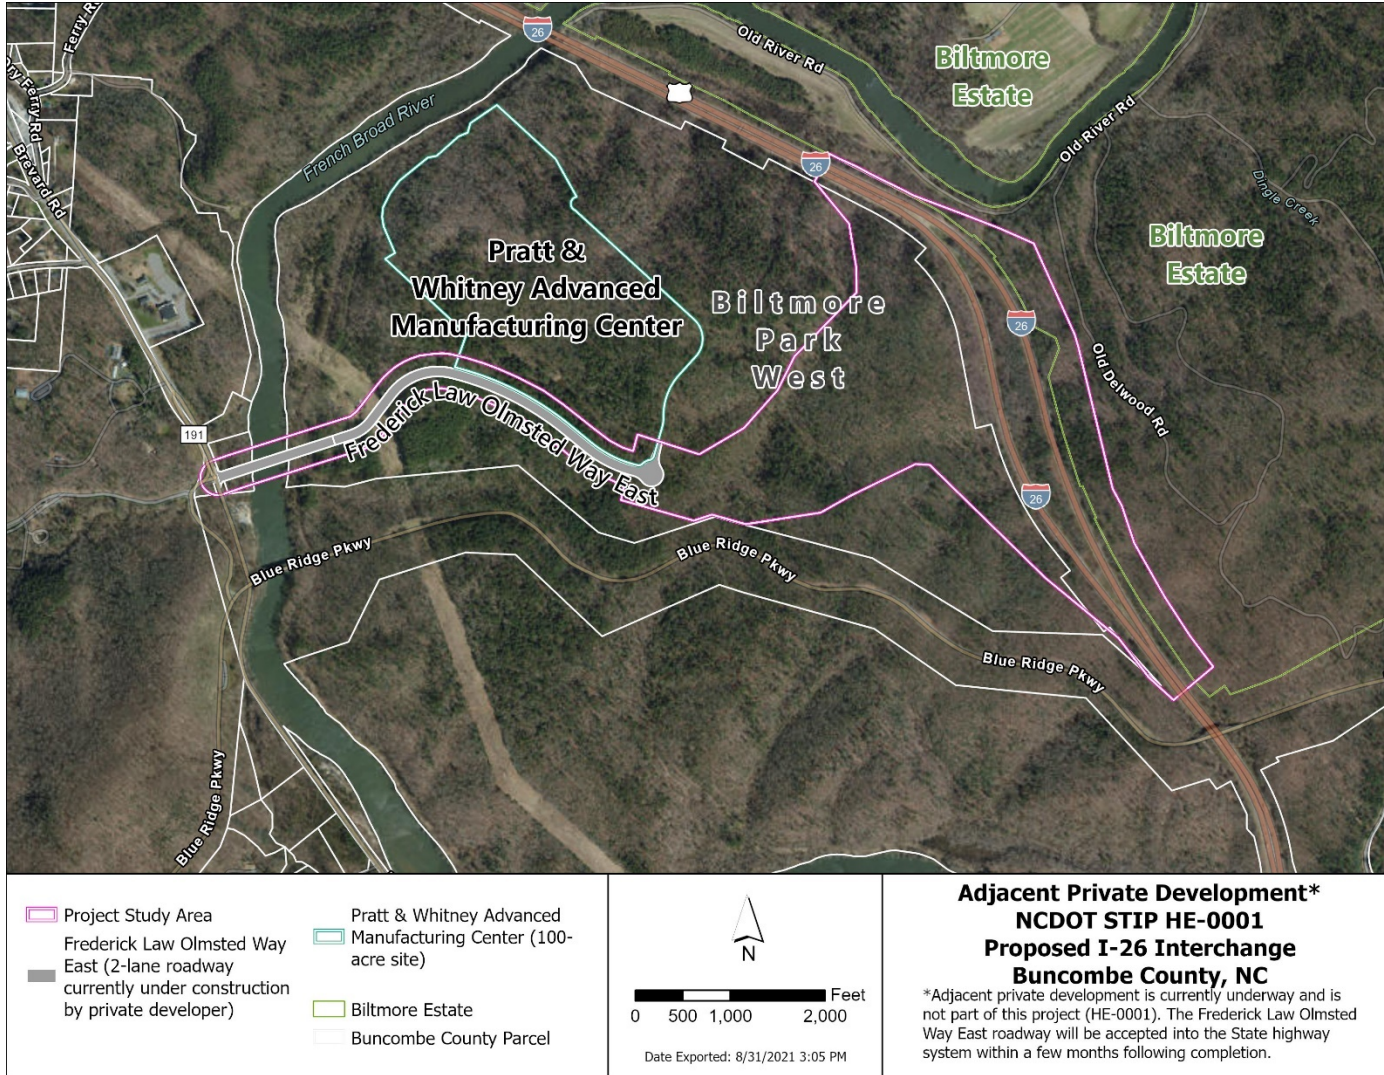 Ferry Rd
26
Old River Rd
Biltmore
Estate
Ory Ferry Rd
French Broad River
Old River Rd
26
Brevard Rd
Dingle Creek
Biltmore
Estate
Pratt &
Whitney Advanced
Manufacturing Center
Biltmore
Park
West
26
Old Delwood Rd
191
Frederick Law Olmsted Way East
26
Blue Ridge Pkwy
Blue Ridge Pkwy
Blue Ridge Pkwy
Blue Ridge Pkwy
Project Study Area
Frederick Law Olmsted Way
East (2-lane roadway
currently under construction
by private developer)
Pratt & Whitney Advanced
Manufacturing Center (100-
acre site)
Biltmore Estate
Buncombe County Parcel
N
Feet
0 500 1,000 2,000
Date Exported: 8/31/2021 3:05 PM
Adjacent Private Development*
NCDOT STIP HE-0001
Proposed I-26 Interchange
Buncombe County, NC
*Adjacent private development is currently underway and is
not part of this project (HE-0001). The Frederick Law Olmsted
Way East roadway will be accepted into the State highway
system within a few months following completion.